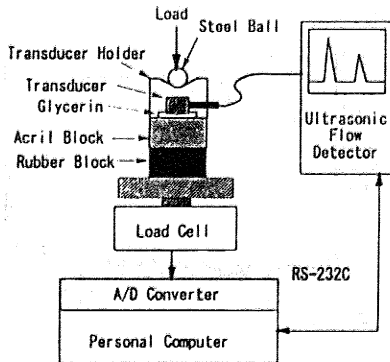 Load
Steel Ball
Transducer Holder
Transducer
Glycerin
Acril Block
Rubber Block
Ultrasonic
Flow
Detector
Load Cell
RS-232C
A/D Converter
Personal Computer